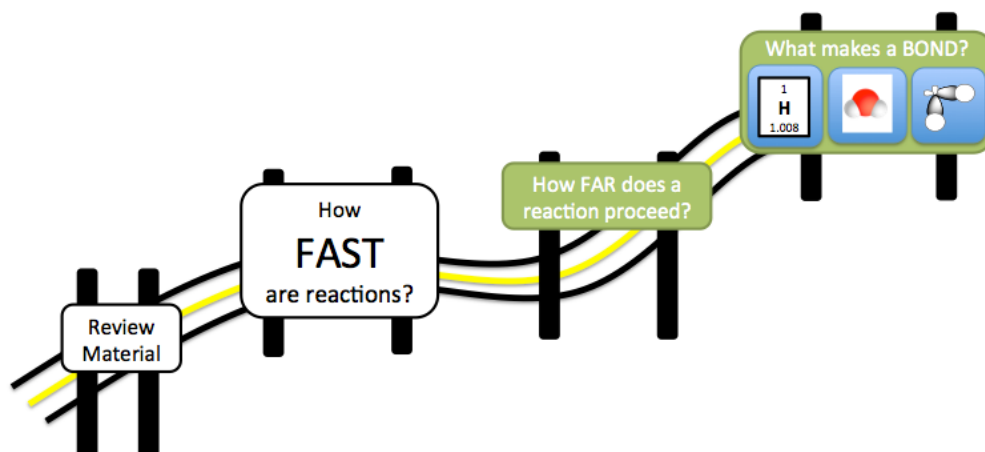 Review
Material
How
FAST
are reactions?
How FAR does a
reaction proceed?
What makes a BOND?
1
H
1.008